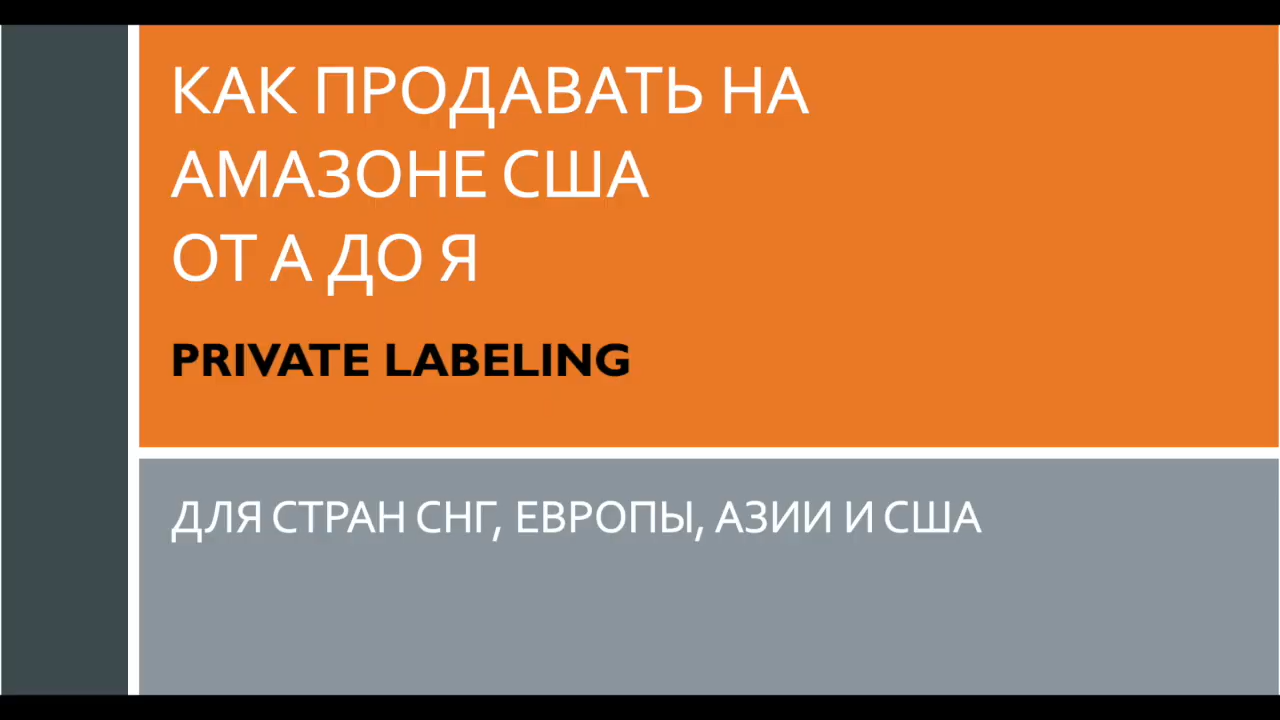 КАК ПРОДАВАТЬ НА
АМАЗОНЕ США
ОТ А ДО Я
PRIVATE LABELING
ДЛЯ СТРАН СНГ, ЕВРОПЫ, АЗИИ И США